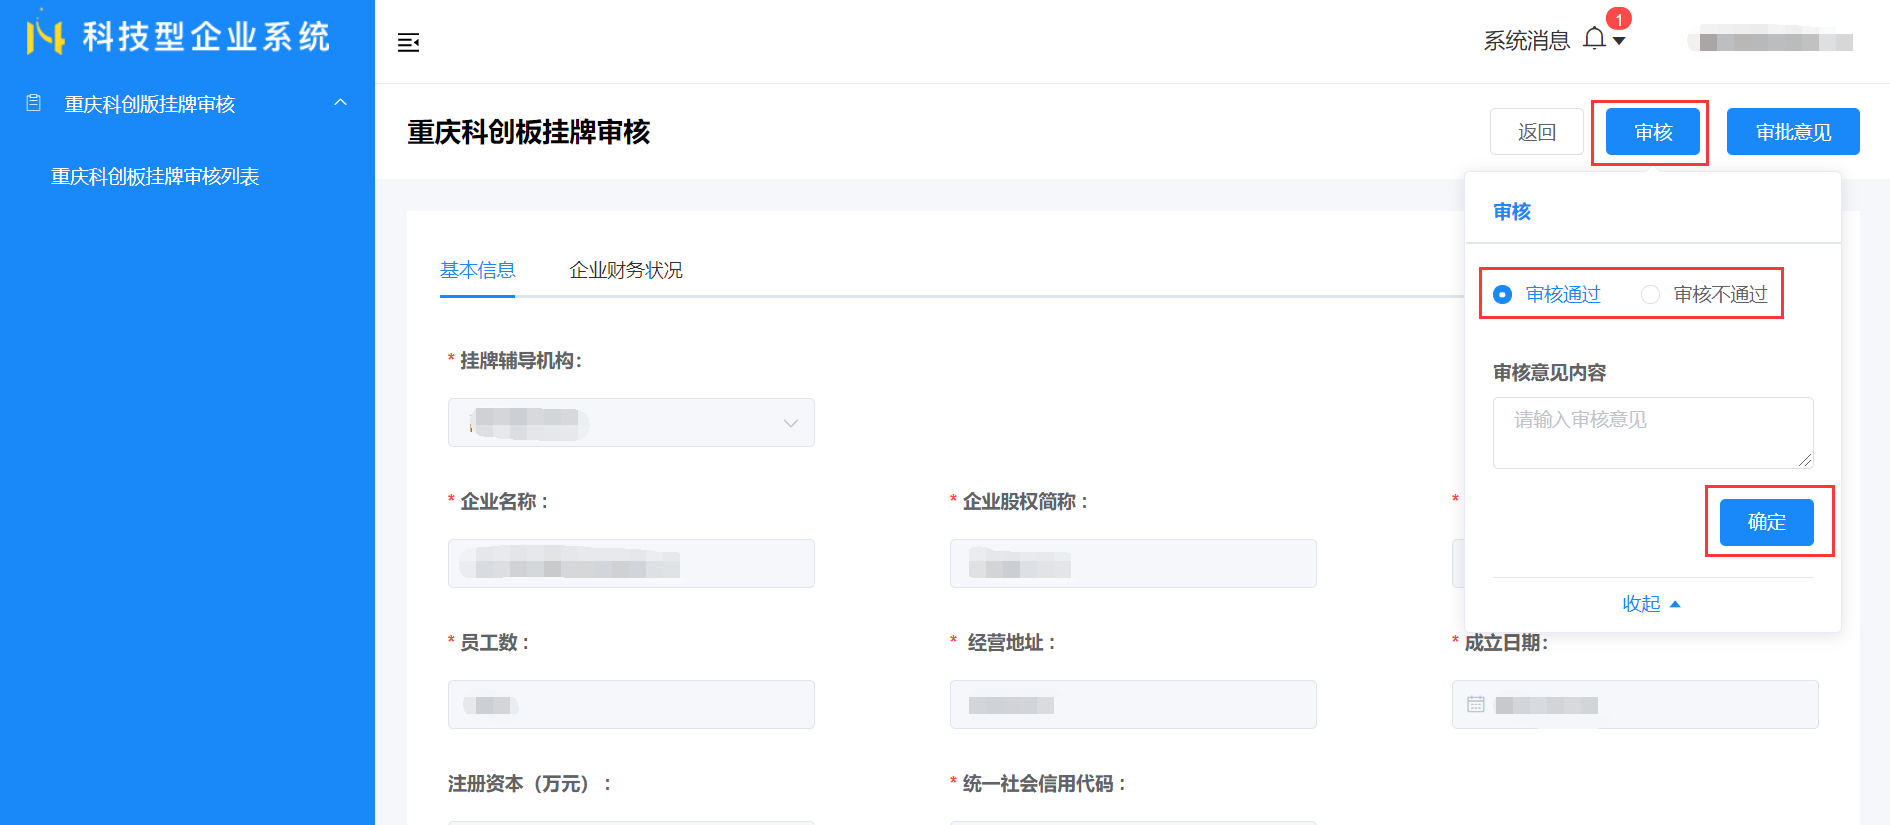 科技型企业系统
系统消息 1
重庆科创版挂牌审核
重庆科创板挂牌审核列表
重庆科创板挂牌审核
返回 审核 审批意见
审核
基本信息 企业财务状况
审核通过 审核不通过
* 挂牌辅导机构:
审核意见内容
请输入审核意见
* 企业名称： * 企业股权简称： *
确定
收起
* 员工数： * 经营地址： * 成立日期:
注册资本（万元）： * 统一社会信用代码：